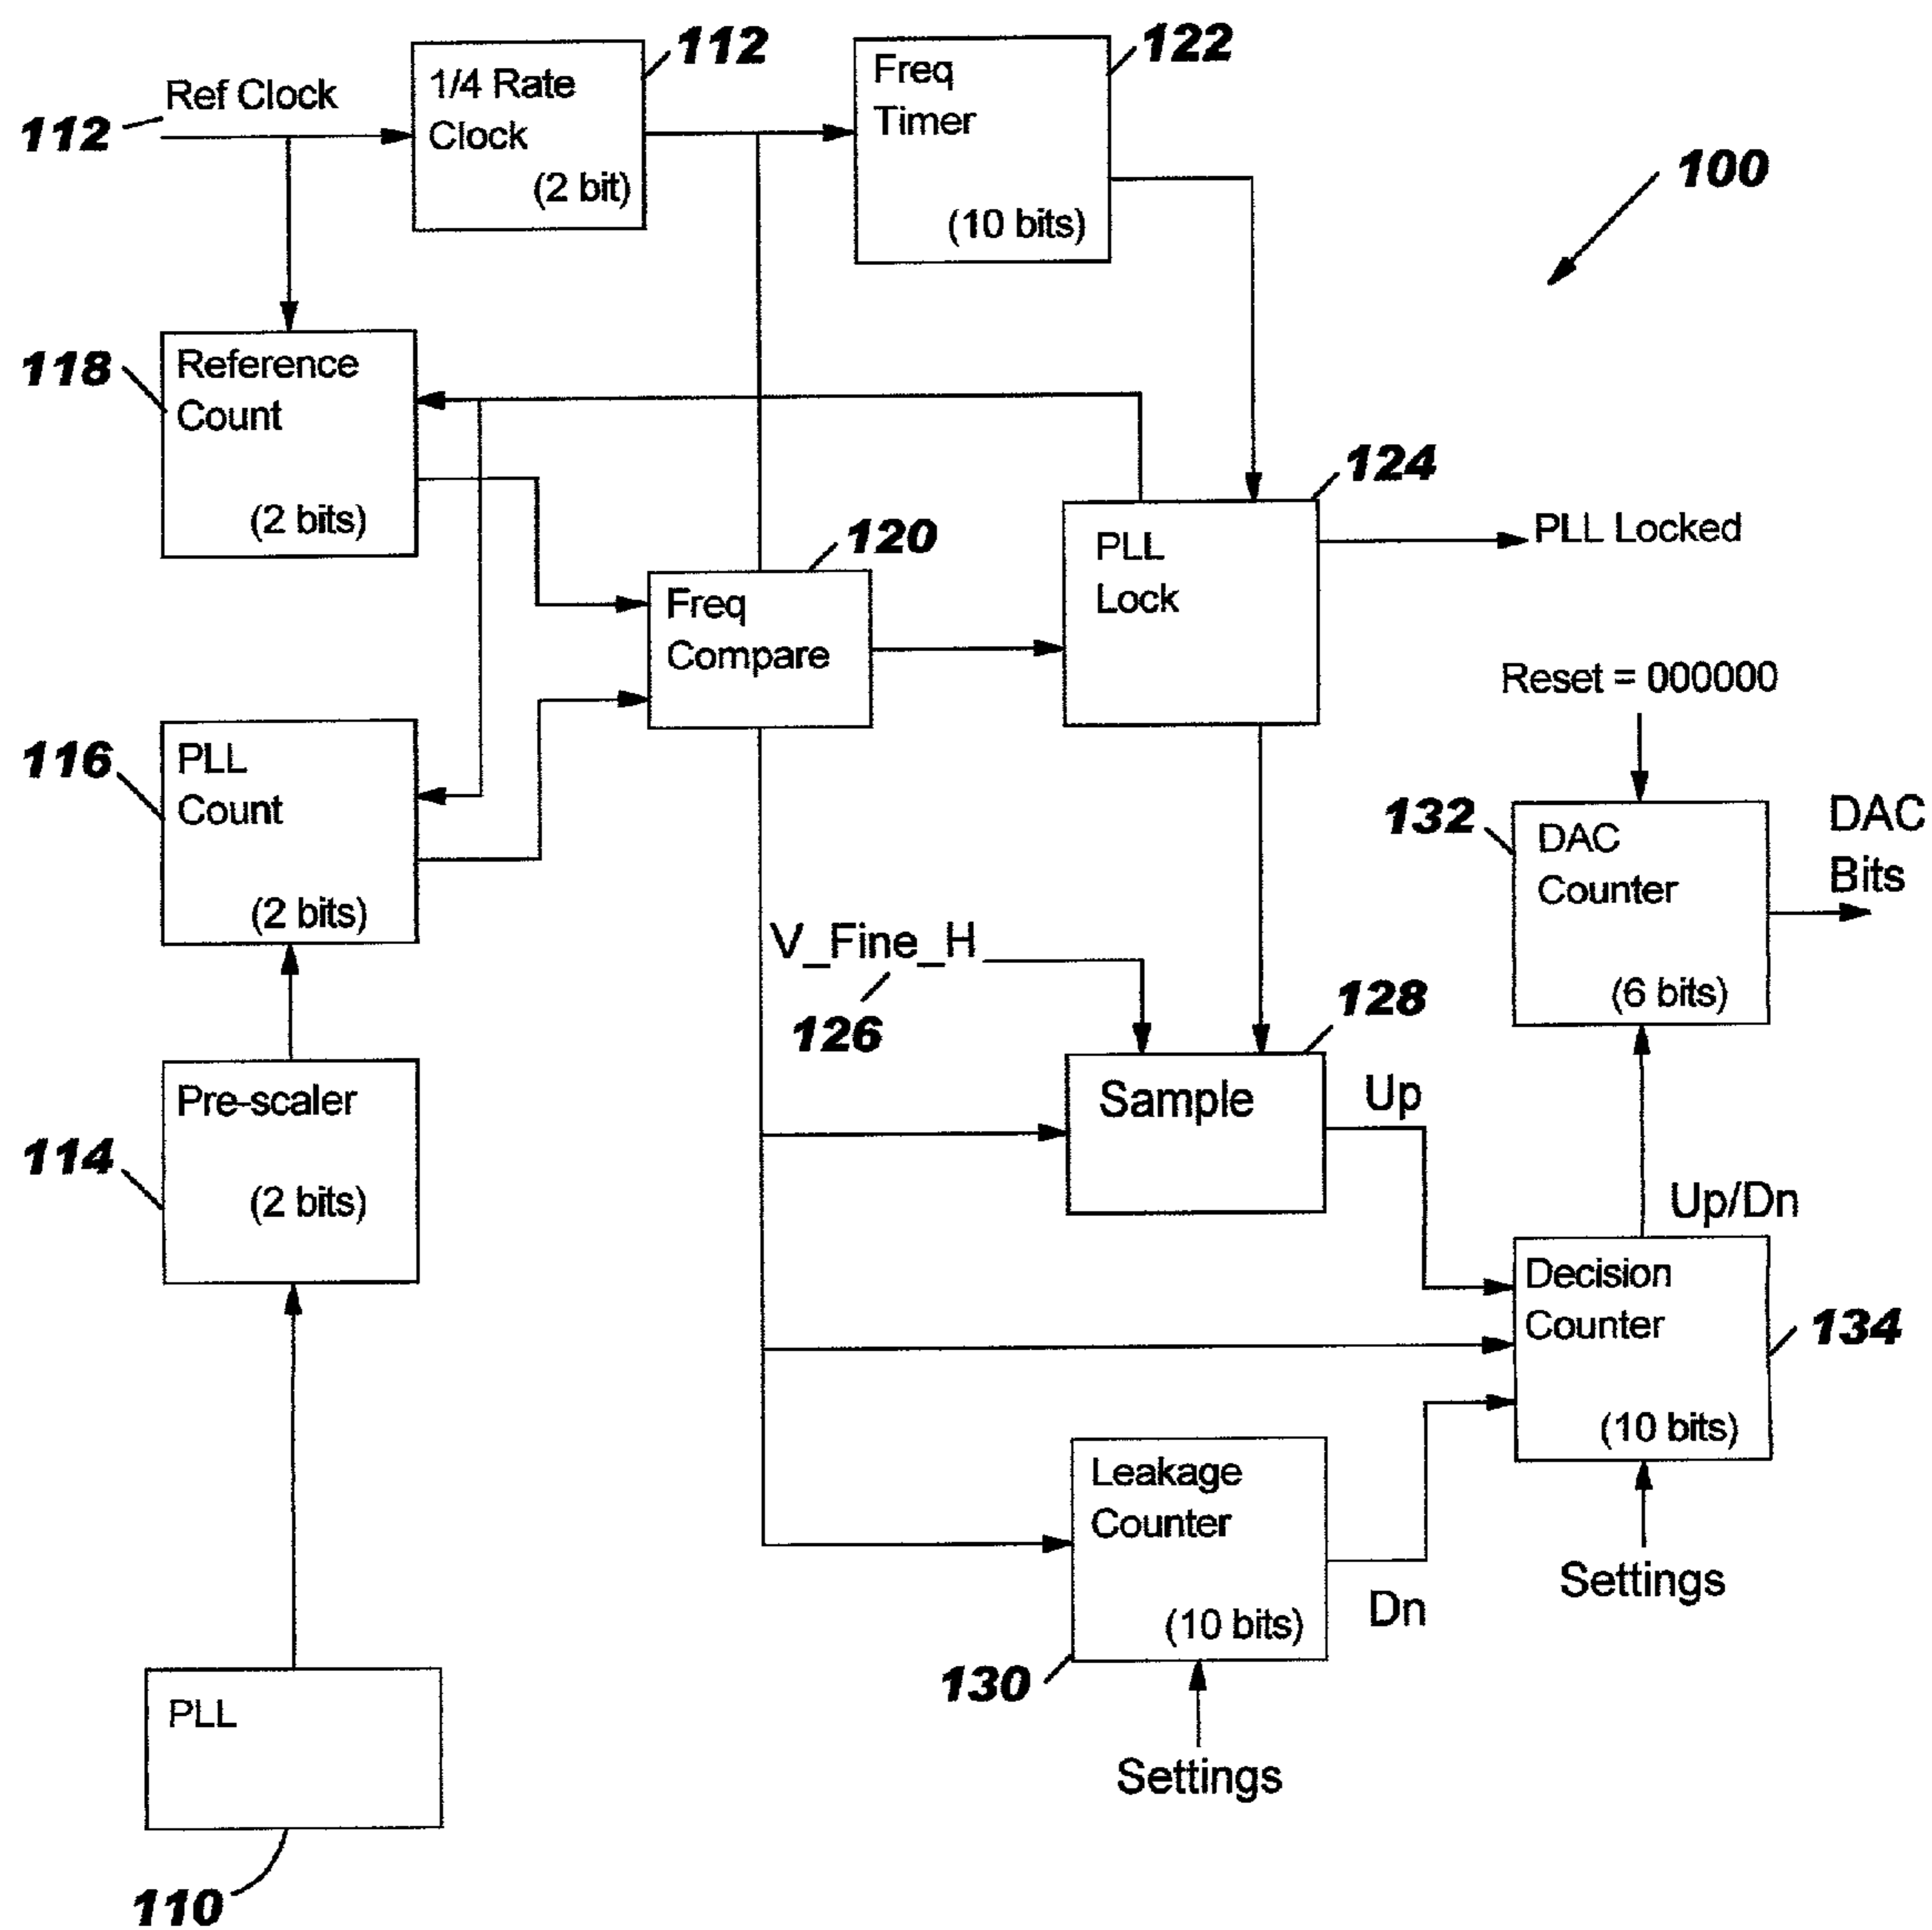 112
Ref Clock
1/4 Rate
Clock
(2 bit)
112
Freq
Timer
(10 bits)
122
100
118
Reference
Count
(2 bits)
120
Freq
Compare
124
PLL
Lock
PLL Locked
116
PLL
Count
(2 bits)
Reset = 000000
132
DAC
Counter
(6 bits)
DAC
Bits
V_Fine_H
126
128
Sample
Up
114
Pre-scaler
(2 bits)
Up/Dn
Decision
Counter
(10 bits)
134
Settings
Leakage
Counter
(10 bits)
Dn
130
Settings
PLL
110